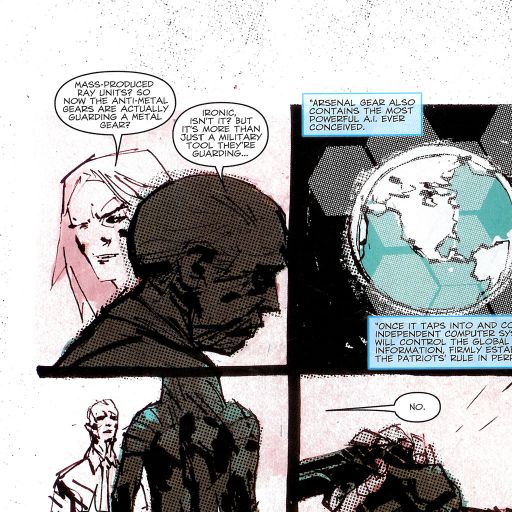 MASS-PRODUCED
RAY UNITS? SO
NOW THE ANTI-METAL
GEARS ARE ACTUALLY
GUARDING A METAL
GEAR?
IRONIC,
ISN'T IT? BUT
IT'S MORE THAN
JUST A MILITARY
TOOL THEY'RE
GUARDING...
"ARSENAL GEAR ALSO
CONTAINS THE MOST
POWERFUL A.I. EVER
CONCEIVED.
"ONCE IT TAPS INTO AND
INDEPENDENT COMPUTER
WILL CONTROL THE GLOBAL
INFORMATION, FIRMLY
THE PATRIOTS' RULE IN
NO.